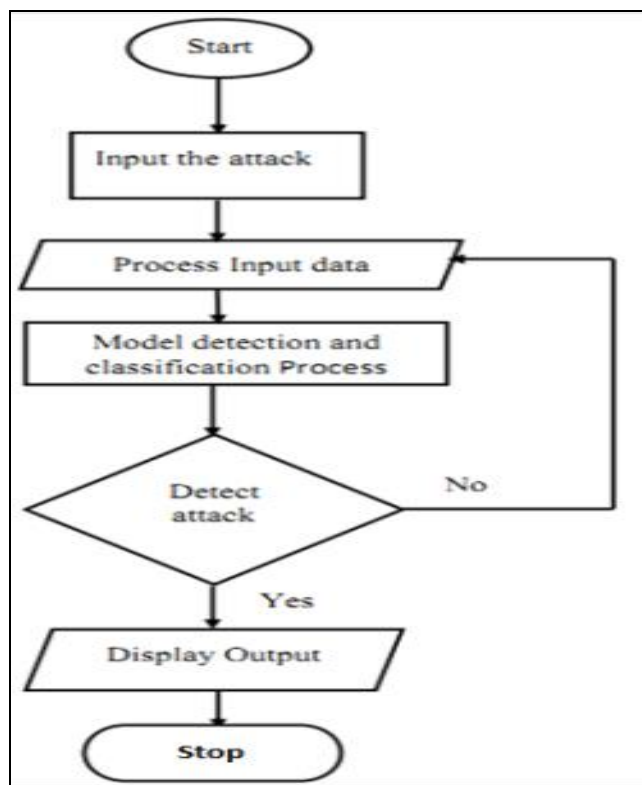 Start
Input the attack
Process Input data
Model detection and
classification Process
Detect
attack
No
Yes
Display Output
Stop